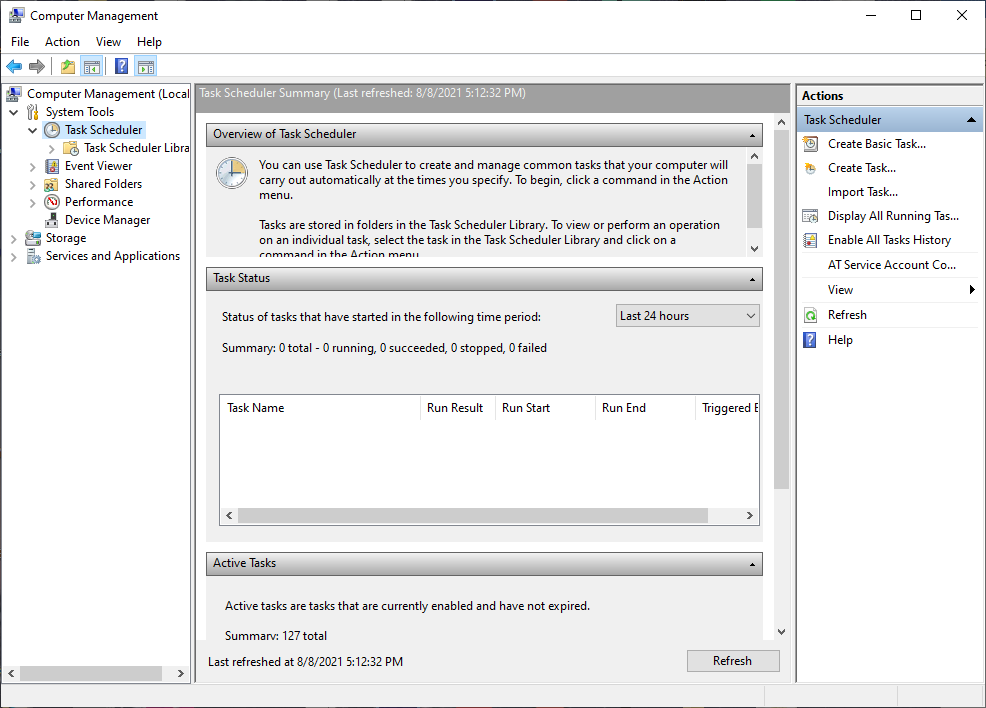 Computer Management
File Action View Help
Computer Management (Local
System Tools
Task Scheduler
Task Scheduler Libra
Event Viewer
Shared Folders
Performance
Device Manager
Storage
Services and Applications
Task Scheduler Summary (Last refreshed: 8/8/2021 5:12:32 PM)
Overview of Task Scheduler
You can use Task Scheduler to create and manage common tasks that your computer will
carry out automatically at the times you specify. To begin, click a command in the Action
menu.
Tasks are stored in folders in the Task Scheduler Library. To view or perform an operation
on an individual task, select the task in the Task Scheduler Library and click on a
command in the Action menu.
Task Status
Status of tasks that have started in the following time period:
Last 24 hours
Summary: 0 total - 0 running, 0 succeeded, 0 stopped, 0 failed
Task Name Run Result Run Start Run End Triggered B
Active Tasks
Active tasks are tasks that are currently enabled and have not expired.
Summary: 127 total
Last refreshed at 8/8/2021 5:12:32 PM
Refresh
Actions
Task Scheduler
Create Basic Task...
Create Task...
Import Task...
Display All Running Tas...
Enable All Tasks History
AT Service Account Co...
View
Refresh
Help